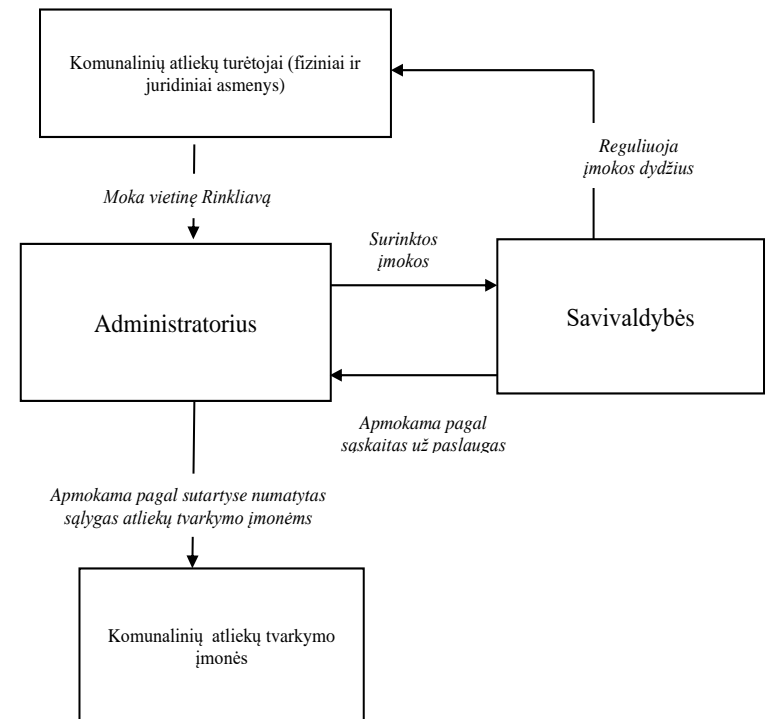 Komunalinių atliekų turėtojai (fiziniai ir
juridiniai asmenys)
Reguliuoja
įmokos dydžius
Moka vietinę Rinkliavą
Surinktos
įmokos
Administratorius
Savivaldybės
Apmokama pagal
sąskaitas už paslaugas
Apmokama pagal sutartyse numatytas
sąlygas atliekų tvarkymo įmonėms
Komunalinių atliekų tvarkymo
įmonės